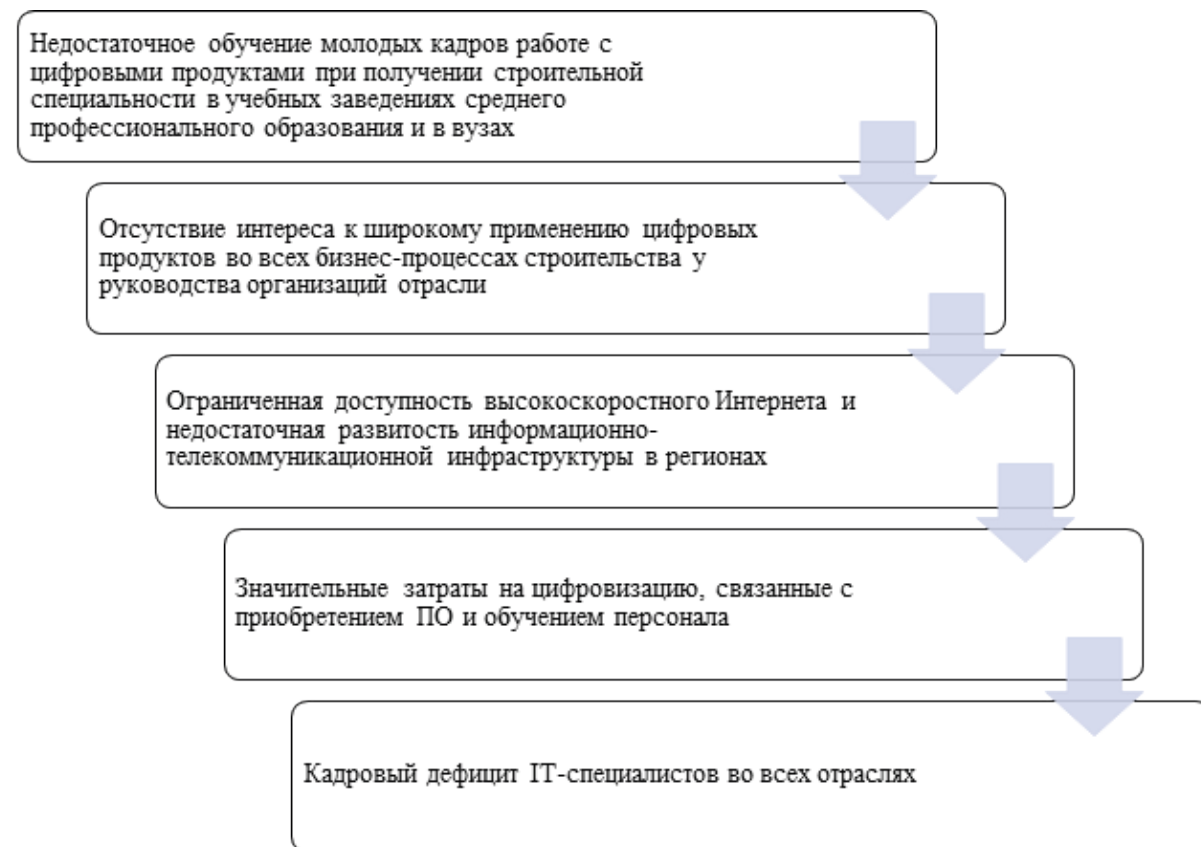 Недостаточное обучение молодых кадров работе с
цифровыми продуктами при получении строительной
специальности в учебных заведениях среднего
профессионального образования и в вузах
Отсутствие интереса к широкому применению цифровых
продуктов во всех бизнес-процессах строительства у
руководства организаций отрасли
Ограниченная доступность высокоскоростного Интернета и
недостаточная развитость информационно-
телекоммуникационной инфраструктуры в регионах
Значительные затраты на цифровизацию, связанные с
приобретением ПО и обучением персонала
Кадровый дефицит IT-специалистов во всех отраслях